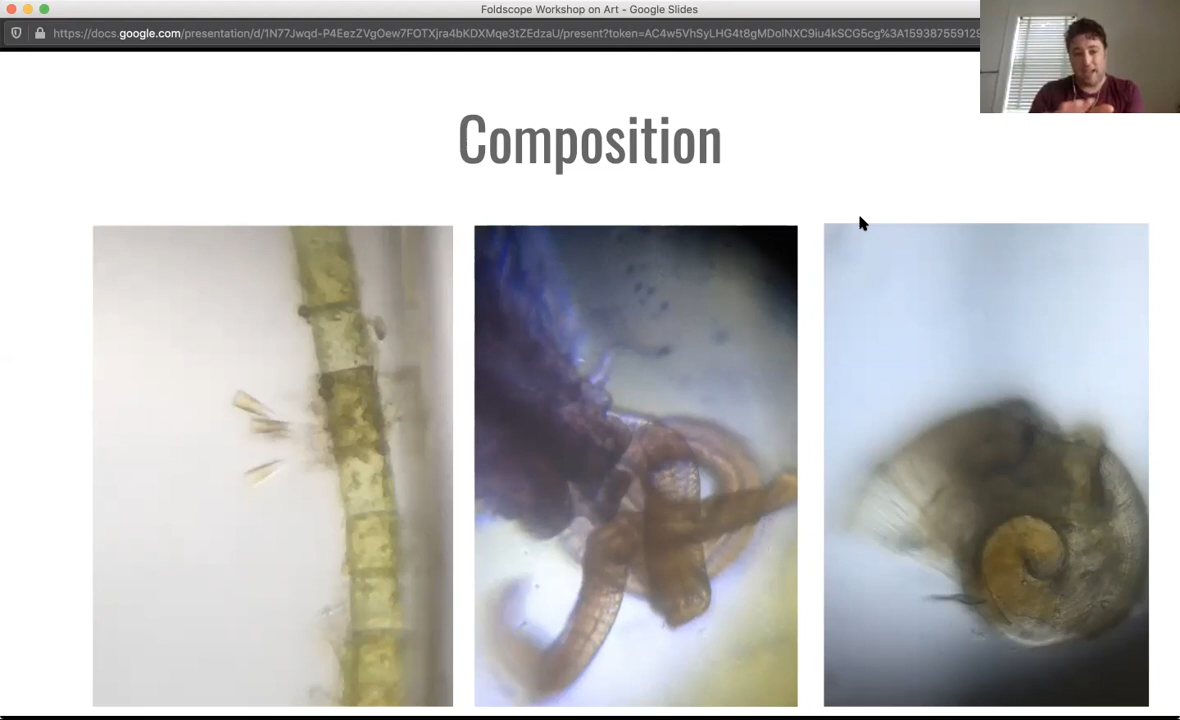 Foldscope Workshop on Art - Google Slides
https://docs.google.com/presentation/d/1N77Jwqd-P4EezZVgOew7FOTXjra4bKDXMqe3tZEdzaU/present?token=AC4w5VhSyLHG4t8gMDolNXC9iu4kSCG5cg%3A159387559129
Composition